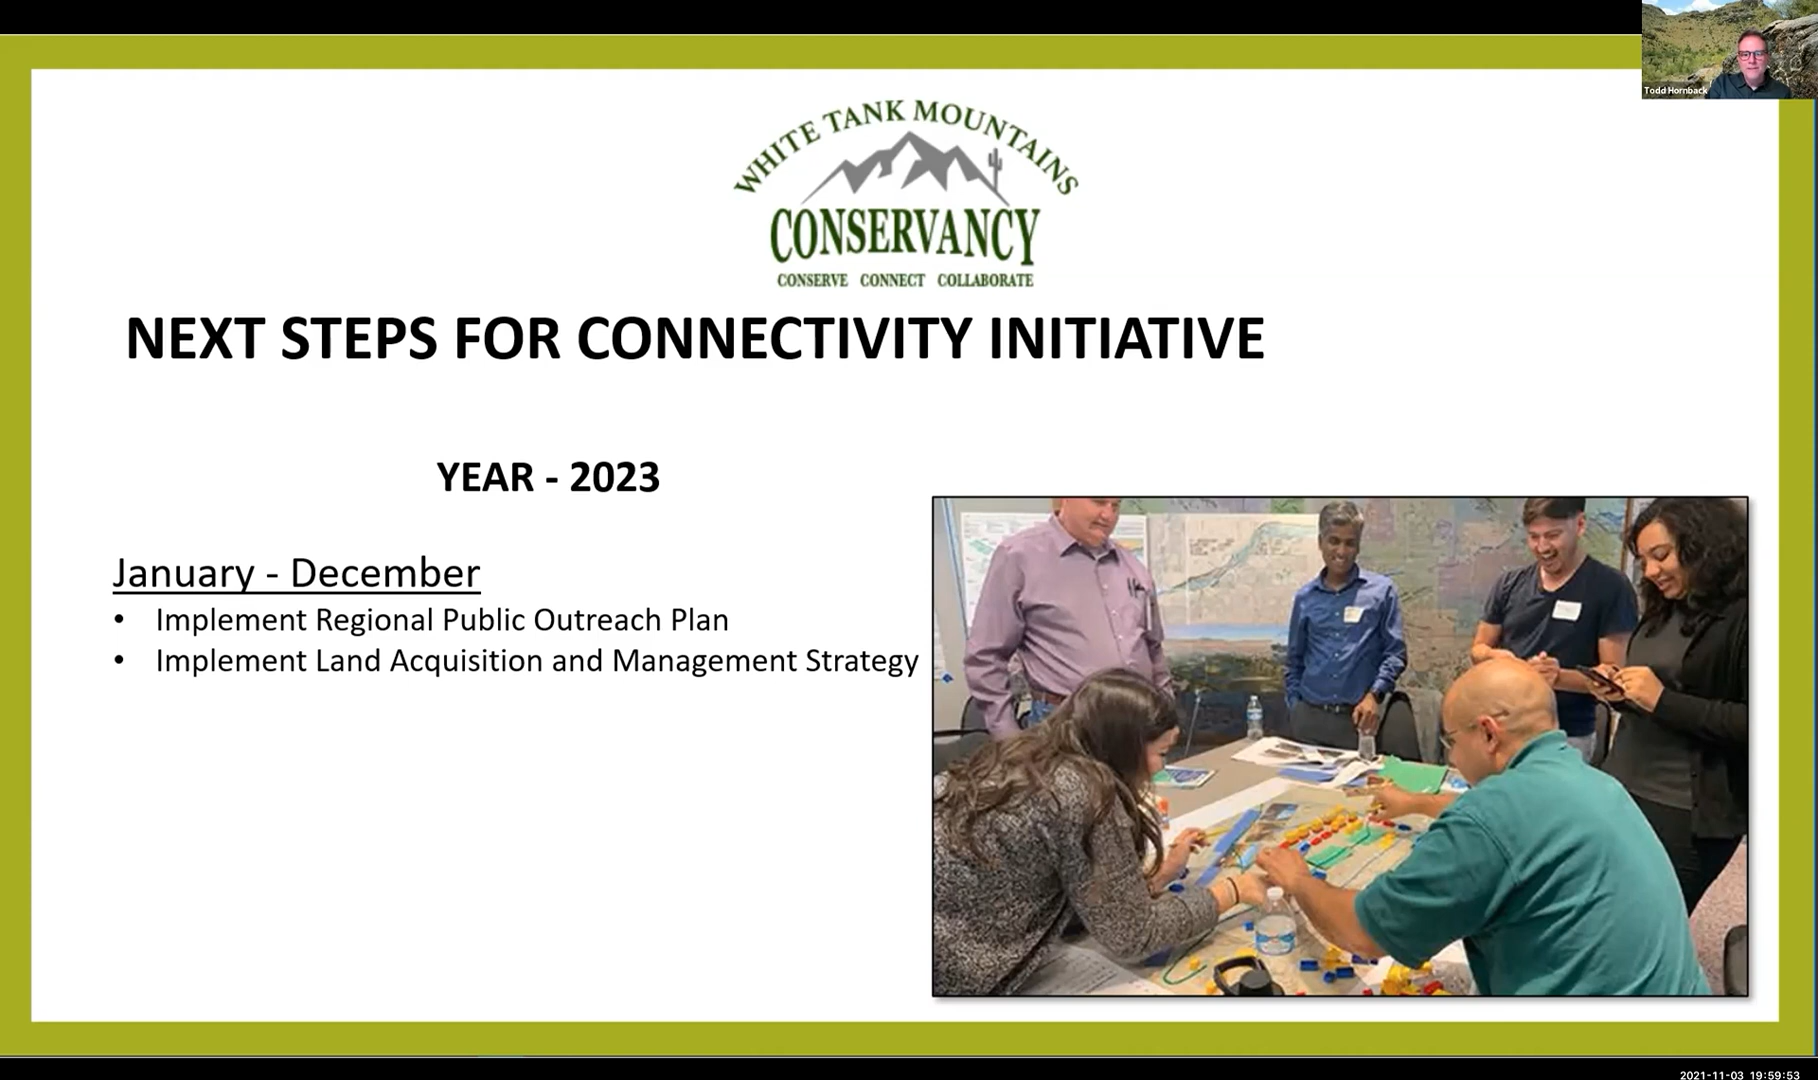 Todd Hornback
WHITE TANK MOUNTAINS
CONSERVANCY
CONSERVE CONNECT COLLABORATE
NEXT STEPS FOR CONNECTIVITY INITIATIVE
YEAR - 2023
January - December
• Implement Regional Public Outreach Plan
• Implement Land Acquisition and Management Strategy
2021-11-03 19:59:53